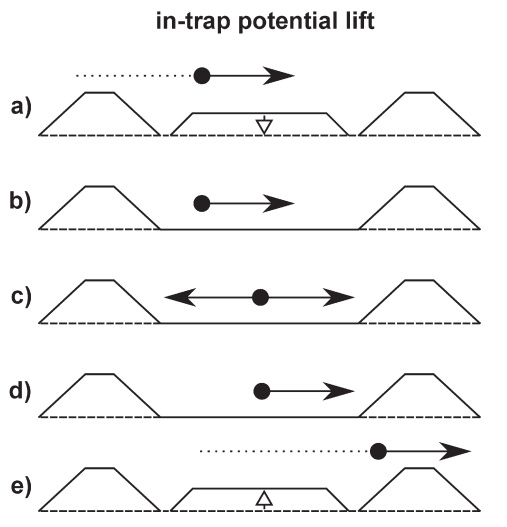 in-trap potential lift
a)
b)
c)
d)
e)